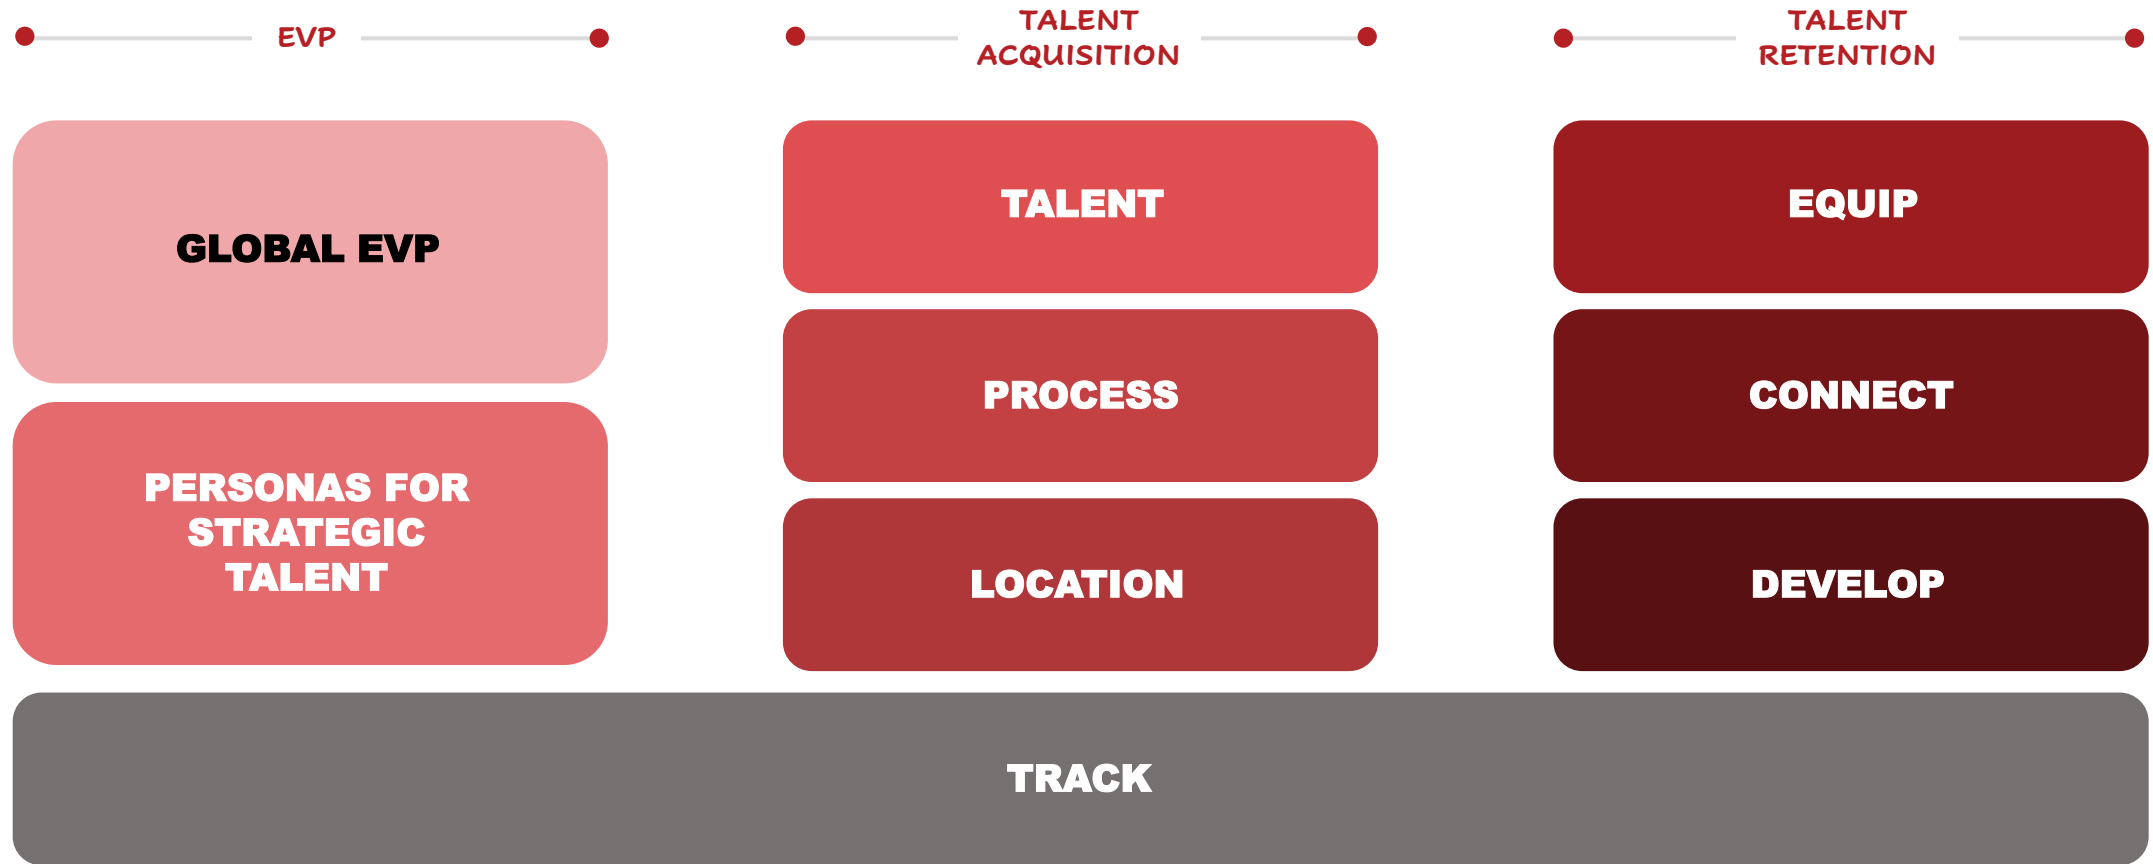 EVP
TALENT
ACQUISITION
TALENT
RETENTION
GLOBAL EVP
PERSONAS FOR
STRATEGIC
TALENT
TALENT
PROCESS
LOCATION
EQUIP
CONNECT
DEVELOP
TRACK